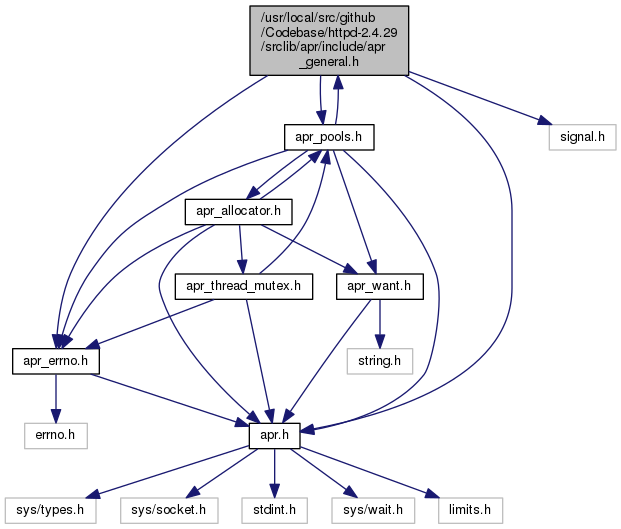 /usr/local/src/github
/Codebase/httpd-2.4.29
/srclib/apr/include/apr
_general.h
apr_pools.h
signal.h
apr_allocator.h
apr_thread_mutex.h
apr_want.h
apr_errno.h
string.h
errno.h
apr.h
sys/types.h
sys/socket.h
stdint.h
sys/wait.h
limits.h